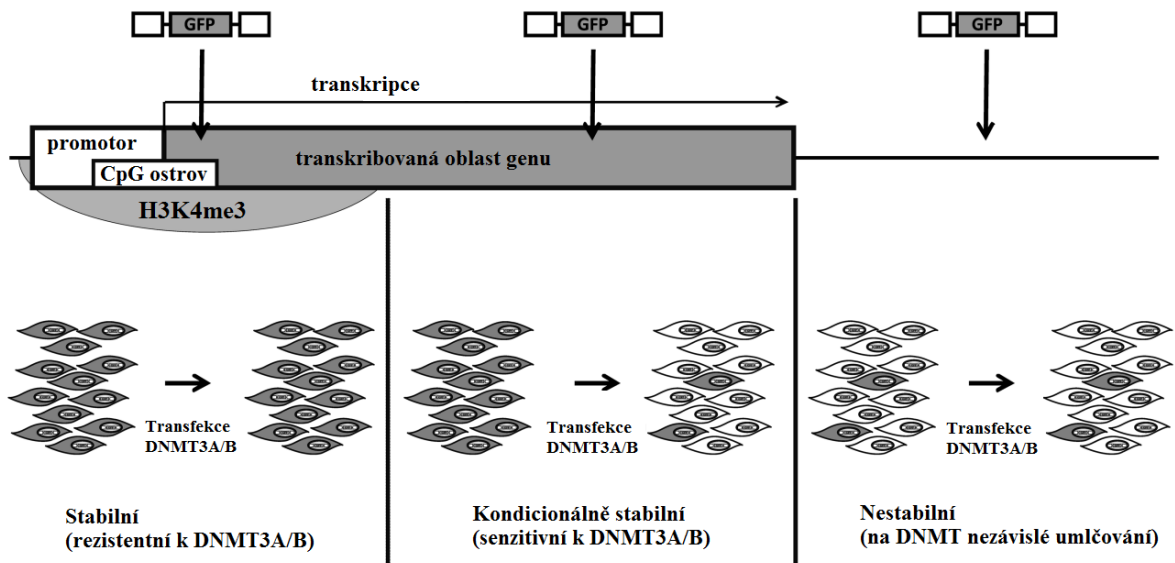 GFP
GFP
GFP
transkripce
promotor
transkribovaná oblast genu
CpG ostrov
H3K4me3
Transfekce
DNMT3A/B
Transfekce
DNMT3A/B
Transfekce
DNMT3A/B
Stabilní
(rezistentní k DNMT3A/B)
Kondicionálně stabilní
(senzitivní k DNMT3A/B)
Nestabilní
(na DNMT nezávislé umlčování)